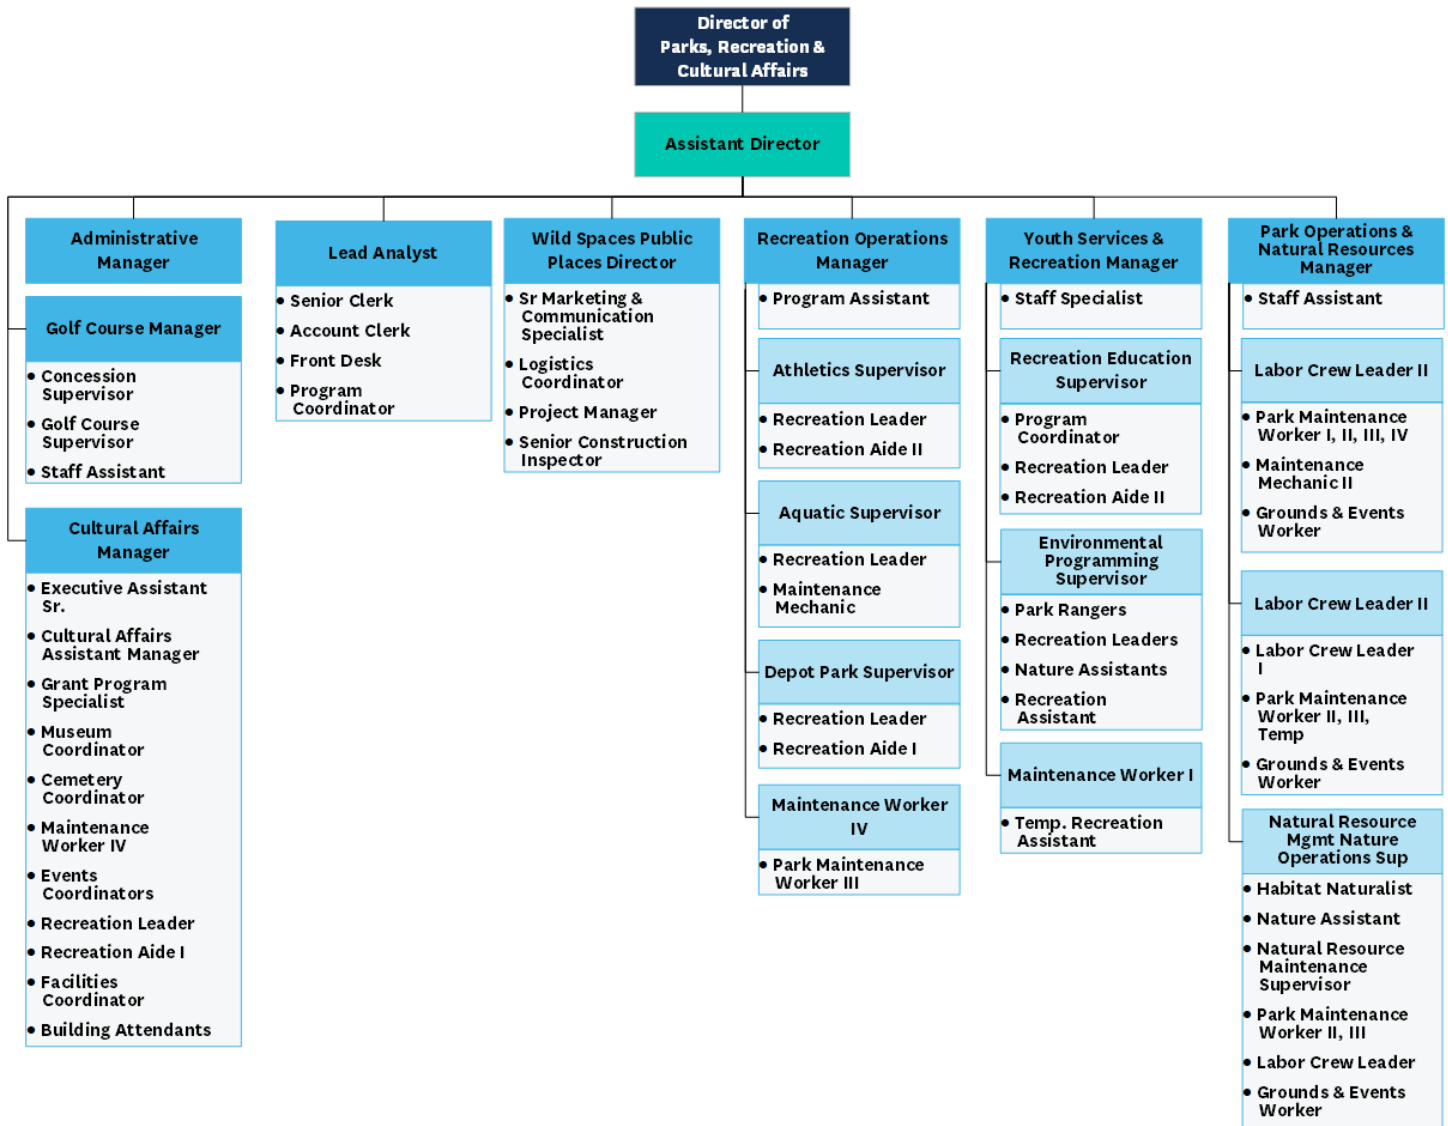 Director of
Parks, Recreation &
Cultural Affairs
Assistant Director
Administrative
Manager
Golf Course Manager
• Concession
Supervisor
• Golf Course
Supervisor
• Staff Assistant
Cultural Affairs
Manager
• Executive Assistant
Sr.
• Cultural Affairs
Assistant Manager
• Grant Program
Specialist
• Museum
Coordinator
• Cemetery
Coordinator
• Maintenance
Worker IV
• Events
Coordinators
• Recreation Leader
• Recreation Aide I
• Facilities
Coordinator
• Building Attendants
Lead Analyst
• Senior Clerk
• Account Clerk
• Front Desk
• Program
Coordinator
Wild Spaces Public
Places Director
• Sr Marketing &
Communication
Specialist
• Logistics
Coordinator
• Project Manager
• Senior Construction
Inspector
Recreation Operations
Manager
• Program Assistant
Athletics Supervisor
• Recreation Leader
• Recreation Aide II
Aquatic Supervisor
• Recreation Leader
• Maintenance
Mechanic
Depot Park Supervisor
• Recreation Leader
• Recreation Aide I
Maintenance Worker
IV
• Park Maintenance
Worker III
Youth Services &
Recreation Manager
• Staff Specialist
Recreation Education
Supervisor
• Program
Coordinator
• Recreation Leader
• Recreation Aide II
Environmental
Programming
Supervisor
• Park Rangers
• Recreation Leaders
• Nature Assistants
• Recreation
Assistant
Maintenance Worker I
• Temp. Recreation
Assistant
Park Operations &
Natural Resources
Manager
• Staff Assistant
Labor Crew Leader II
• Park Maintenance
Worker I, II, III, IV
• Maintenance
Mechanic II
• Grounds & Events
Worker
Labor Crew Leader II
• Labor Crew Leader
I
• Park Maintenance
Worker II, III,
Temp
• Grounds & Events
Worker
Natural Resource
Mgmt Nature
Operations Sup
• Habitat Naturalist
• Nature Assistant
• Natural Resource
Maintenance
Supervisor
• Park Maintenance
Worker II, III
• Labor Crew Leader
• Grounds & Events
Worker